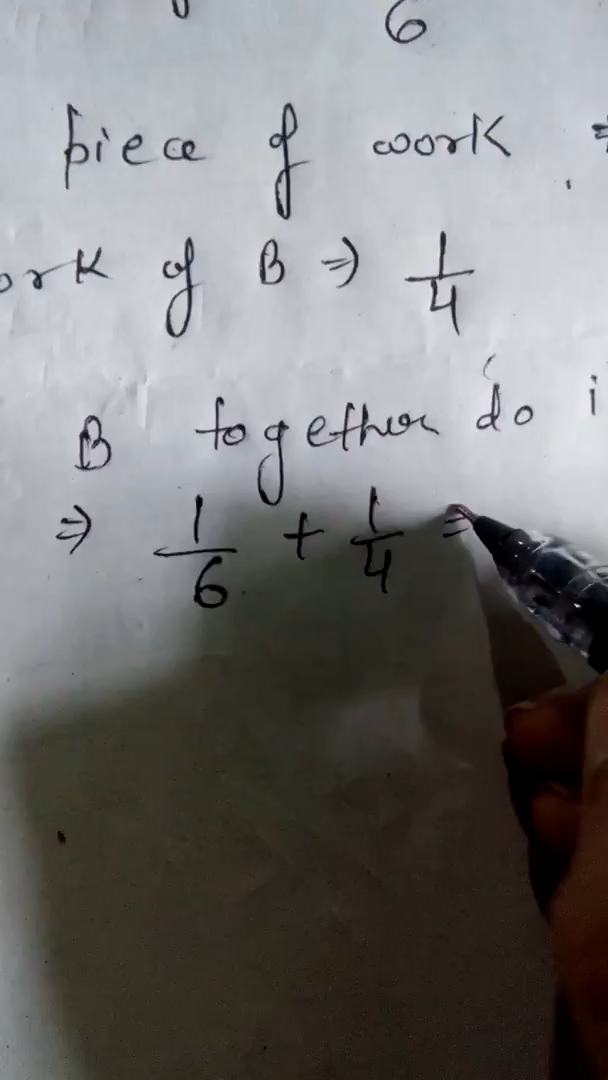 6
piece of work ⇒
ork of B ⇒ 1/4
B together do i
⇒ 1/6 + 1/4 =